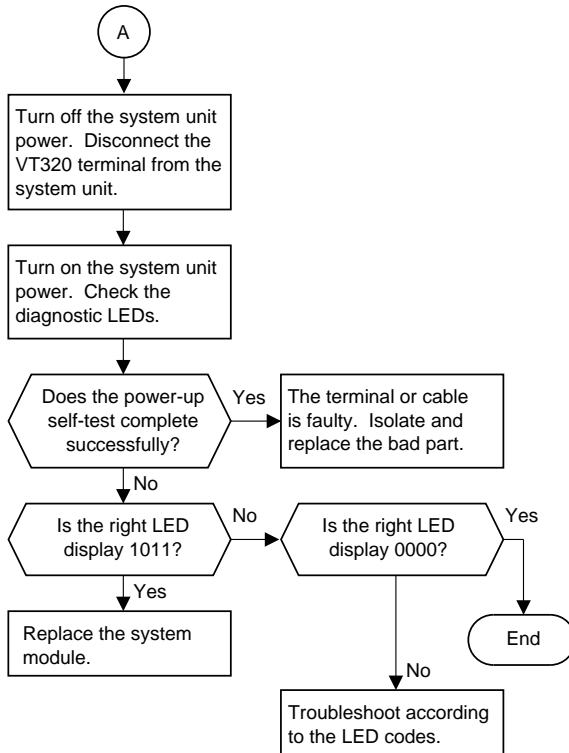 A
Turn off the system unit
power.  Disconnect the
VT320 terminal from the
system unit.
Turn on the system unit
power.  Check the
diagnostic LEDs.
Does the power-up
self-test complete
successfully?
Yes
The terminal or cable
is faulty.  Isolate and
replace the bad part.
No
Is the right LED
display 1011?
No
Is the right LED
display 0000?
Yes
Yes
Replace the system
module.
End
No
Troubleshoot according
to the LED codes.